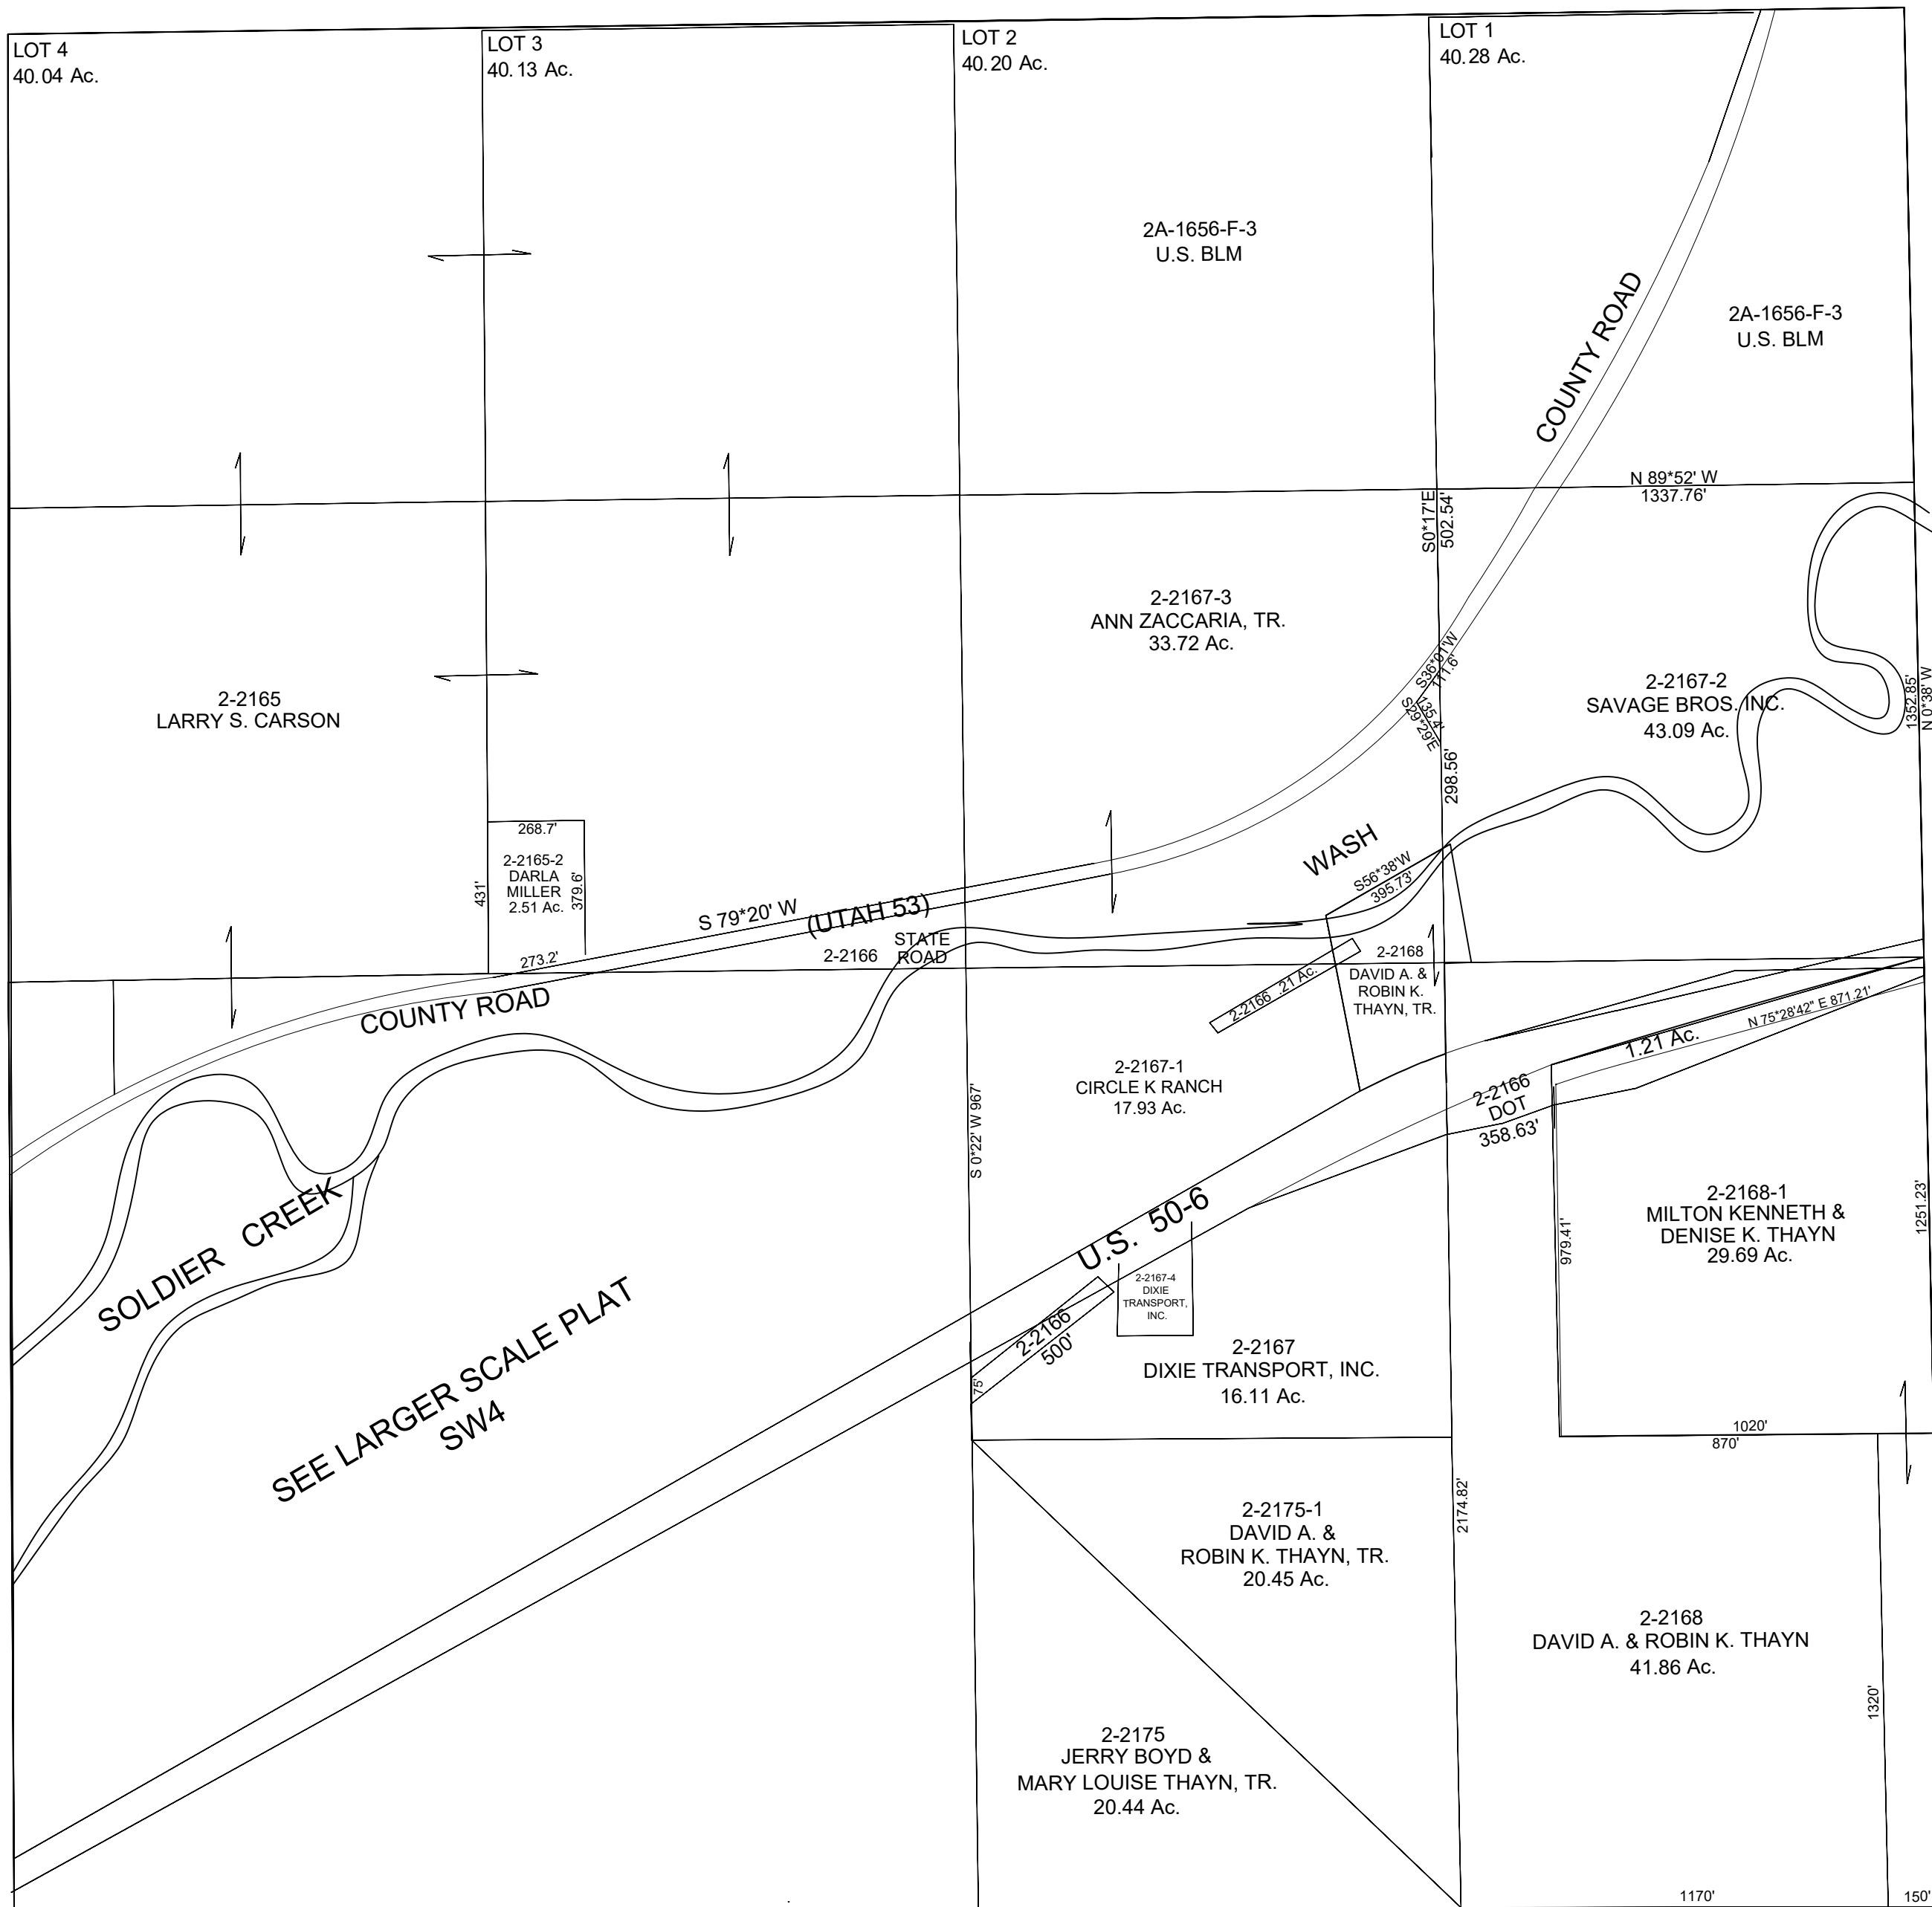 LOT 4
40.04 Ac.
LOT 3
40.13 Ac.
LOT 2
40.20 Ac.
LOT 1
40.28 Ac.
2A-1656-F-3
U.S. BLM
COUNTY ROAD
2A-1656-F-3
U.S. BLM
N 89*52' W
1337.76'
S0*17'E
502.54'
2-2167-3
ANN ZACCARIA, TR.
33.72 Ac.
S36*01'W
111.6'
135.4'
S29*29'E
298.56'
2-2165
LARRY S. CARSON
2-2167-2
SAVAGE BROS. INC.
43.09 Ac.
1352.85'
N 0*38' W
268.7'
2-2165-2
DARLA
MILLER
2.51 Ac.
431'
379.6'
273.2'
S 79*20' W
(UTAH 53)
2-2166
STATE
ROAD
WASH
S56*38'W
395.73'
2-2168
DAVID A. &
ROBIN K.
THAYN, TR.
2-2166 .21 Ac.
COUNTY ROAD
2-2167-1
CIRCLE K RANCH
17.93 Ac.
S 0*22' W 967'
N 75*28'42" E 871.21'
1.21 Ac.
2-2166
DOT
358.63'
SOLDIER CREEK
U.S. 50-6
2-2168-1
MILTON KENNETH &
DENISE K. THAYN
29.69 Ac.
979.41'
1251.23'
2-2167-4
DIXIE
TRANSPORT,
INC.
2-2166
500'
75'
2-2167
DIXIE TRANSPORT, INC.
16.11 Ac.
SEE LARGER SCALE PLAT
SW4
1020'
870'
2-2175-1
DAVID A. &
ROBIN K. THAYN, TR.
20.45 Ac.
2174.82'
2-2168
DAVID A. & ROBIN K. THAYN
41.86 Ac.
1320'
2-2175
JERRY BOYD &
MARY LOUISE THAYN, TR.
20.44 Ac.
1170'
150'